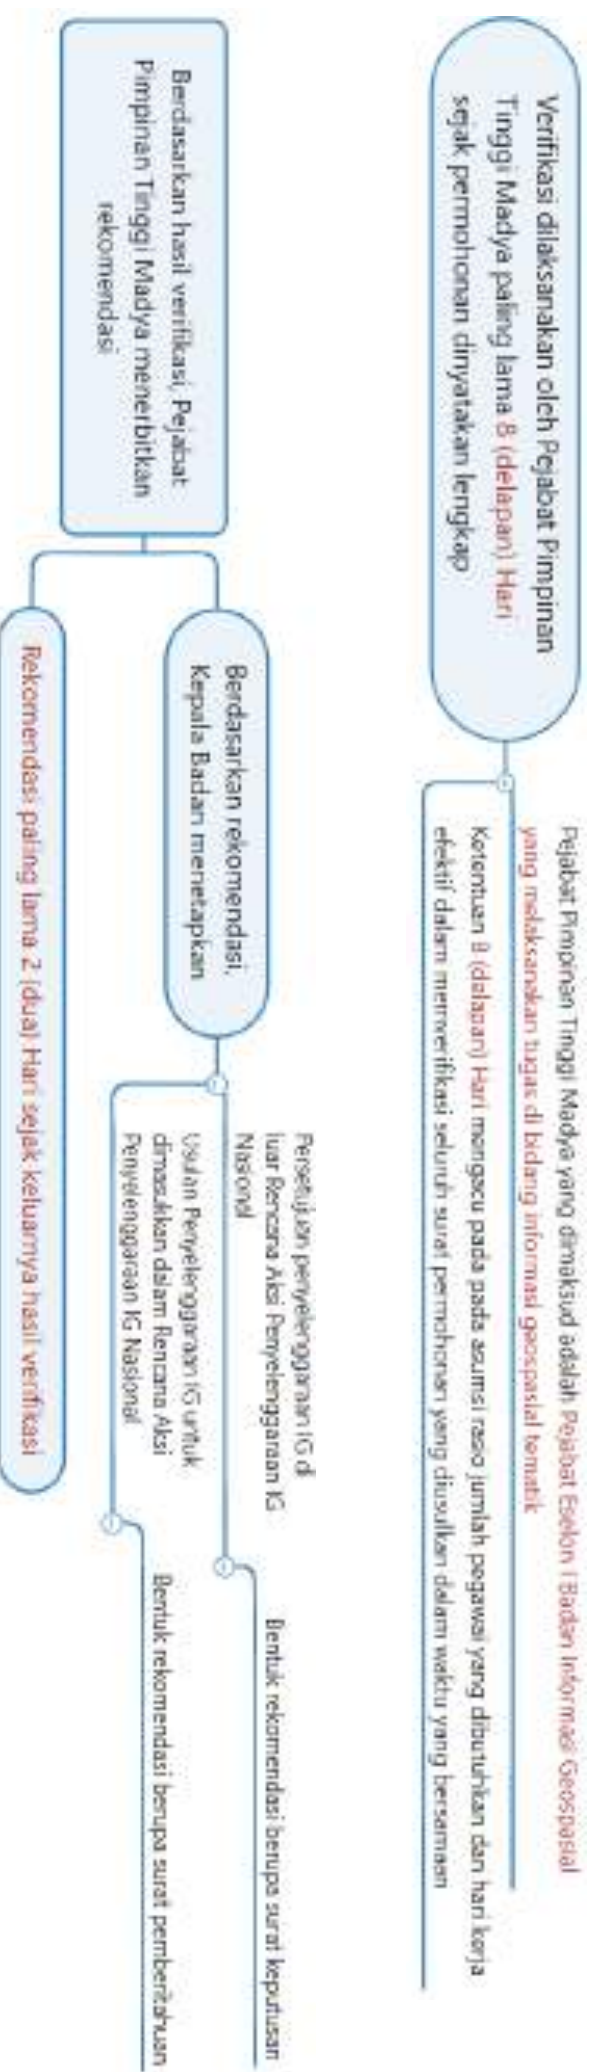 Verifikasi dilaksanakan oleh Pejabat Pimpinan
Tinggi Madya paling lama 8 (delapan) Hari
sejak permohonan dinyatakan lengkap
Pejabat Pimpinan Tinggi Madya yang dimaksud adalah Pejabat Eselon I Badan Informasi Geospasial
yang melaksanakan tugas di bidang informasi geospasial tematik
Ketentuan 8 (delapan) Hari mengacu pada pada asumsi rasio jumlah pegawai yang dibutuhkan dan hari kerja
efektif dalam memverifikasi seluruh surat permohonan yang diusulkan dalam waktu yang bersamaan
Berdasarkan hasil verifikasi, Pejabat
Pimpinan Tinggi Madya menerbitkan
rekomendasi
Berdasarkan rekomendasi,
Kepala Badan menetapkan
Persetujuan penyelenggaraan IG di
luar Rencana Aksi Penyelenggaraan IG
Nasional
Bentuk rekomendasi berupa surat keputusan
Usulan Penyelenggaraan IG untuk
dimasukkan dalam Rencana Aksi
Penyelenggaraan IG Nasional
Bentuk rekomendasi berupa surat pemberitahuan
Rekomendasi paling lama 2 (dua) Hari sejak keluarnya hasil verifikasi